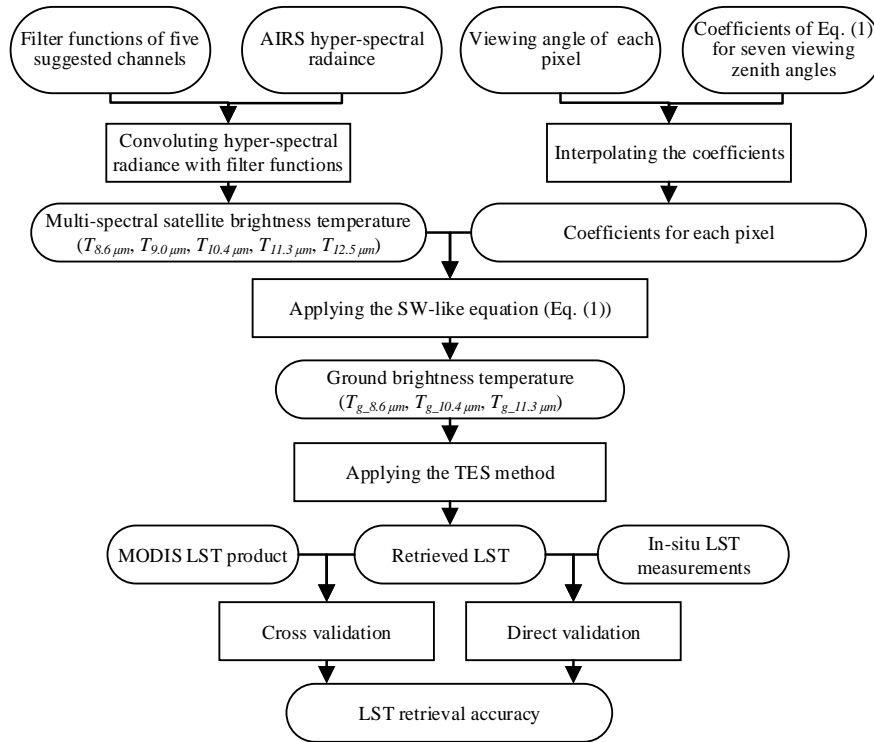 Filter functions of five
suggested channels
AIRS hyper-spectral
radaince
Viewing angle of each
pixel
Coefficients of Eq. (1)
for seven viewing
zenith angles
Convoluting hyper-spectral
radiance with filter functions
Interpolating the coefficients
Multi-spectral satellite brightness temperature
(T8.6 μm, T9.0 μm, T10.4 μm, T11.3 μm, T12.5 μm)
Coefficients for each pixel
Applying the SW-like equation (Eq. (1))
Ground brightness temperature
(Tg_8.6 μm, Tg_10.4 μm, Tg_11.3 μm)
Applying the TES method
MODIS LST product
Retrieved LST
In-situ LST
measurements
Cross validation
Direct validation
LST retrieval accuracy